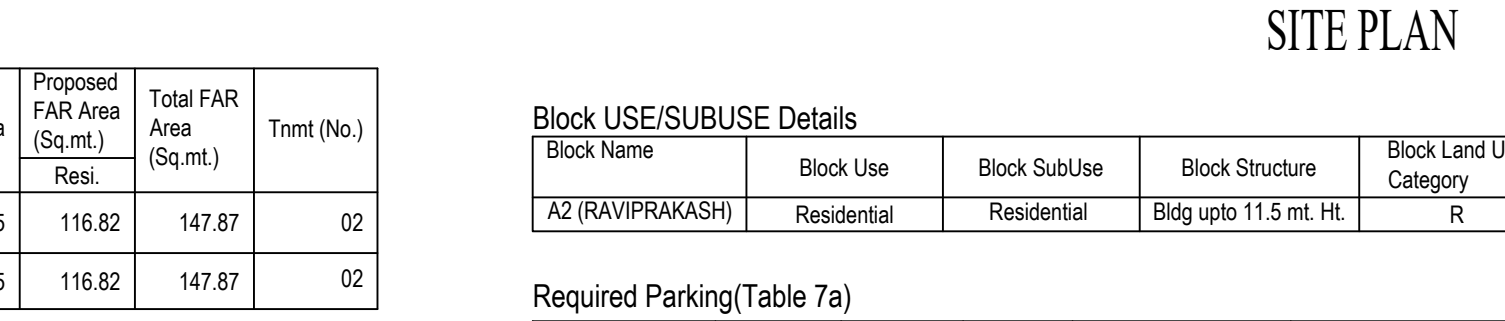 SITE PLAN
Proposed
FAR Area
(Sq.mt.)
Total FAR
Area
(Sq.mt.)
Tnmt (No.)
Resi.
116.82 147.87 02
116.82 147.87 02
Block USE/SUBUSE Details
Block Name Block Use Block SubUse Block Structure Block Land U
Category
A2 (RAVIPRAKASH) Residential Residential Bldg upto 11.5 mt. Ht. R
Required Parking(Table 7a)